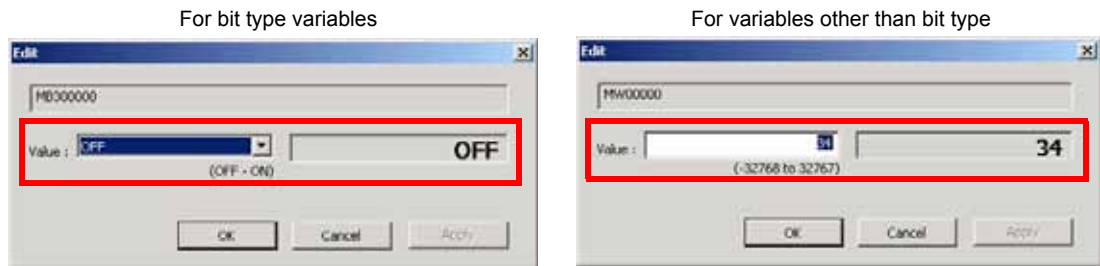 For bit type variables
Edit
MB300000
Value : OFF OFF
(OFF - ON)
OK Cancel Apply
For variables other than bit type
Edit
MW00000
Value : 34 34
(-32768 to 32767)
OK Cancel Apply